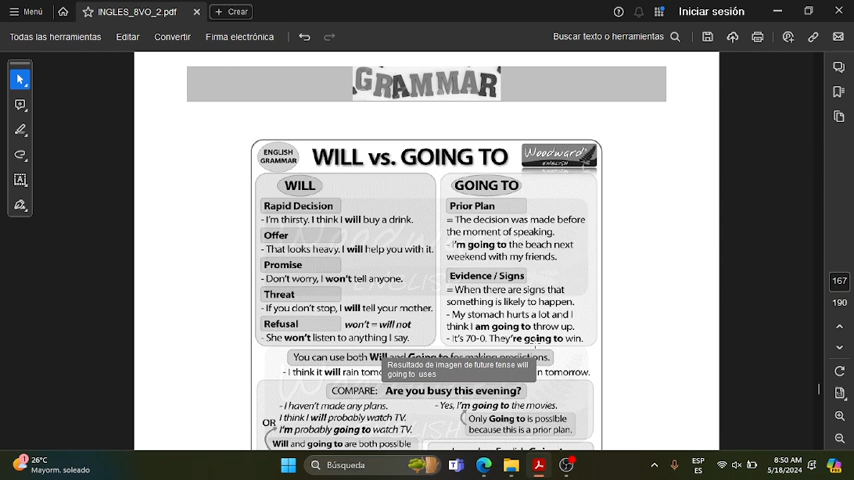 Menú
INGLES_8VO_2.pdf
Crear
Iniciar sesión
Todas las herramientas
Editar
Convertir
Firma electrónica
Buscar texto o herramientas
GRAMMAR
ENGLISH
GRAMMAR
WILL vs. GOING TO
Woodward
ENGLISH
WILL
Rapid Decision
- I'm thirsty. I think I will buy a drink.
Offer
- That looks heavy. I will help you with it.
Promise
- Don't worry, I won't tell anyone.
Threat
- If you don't stop, I will tell your mother.
Refusal
won't = will not
- She won't listen to anything I say.
GOING TO
Prior Plan
= The decision was made before
the moment of speaking.
- I'm going to the beach next
weekend with my friends.
Evidence / Signs
= When there are signs that
something is likely to happen.
- My stomach hurts a lot and I
think I am going to throw up.
- It's 70-0. They're going to win.
You can use both Will and Going to for making predictions.
- I think it will rain tomo
n tomorrow.
Resultado de imagen de future tense will
going to uses
COMPARE: Are you busy this evening?
- I haven't made any plans.
I think I will probably watch TV.
OR
I'm probably going to watch TV.
Will and going to are both possible
- Yes, I'm going to the movies.
Only Going to is possible
because this is a prior plan.
167
190
1
26°C
Mayorm. soleado
Búsqueda
ESP
ES
8:50 AM
5/18/2024